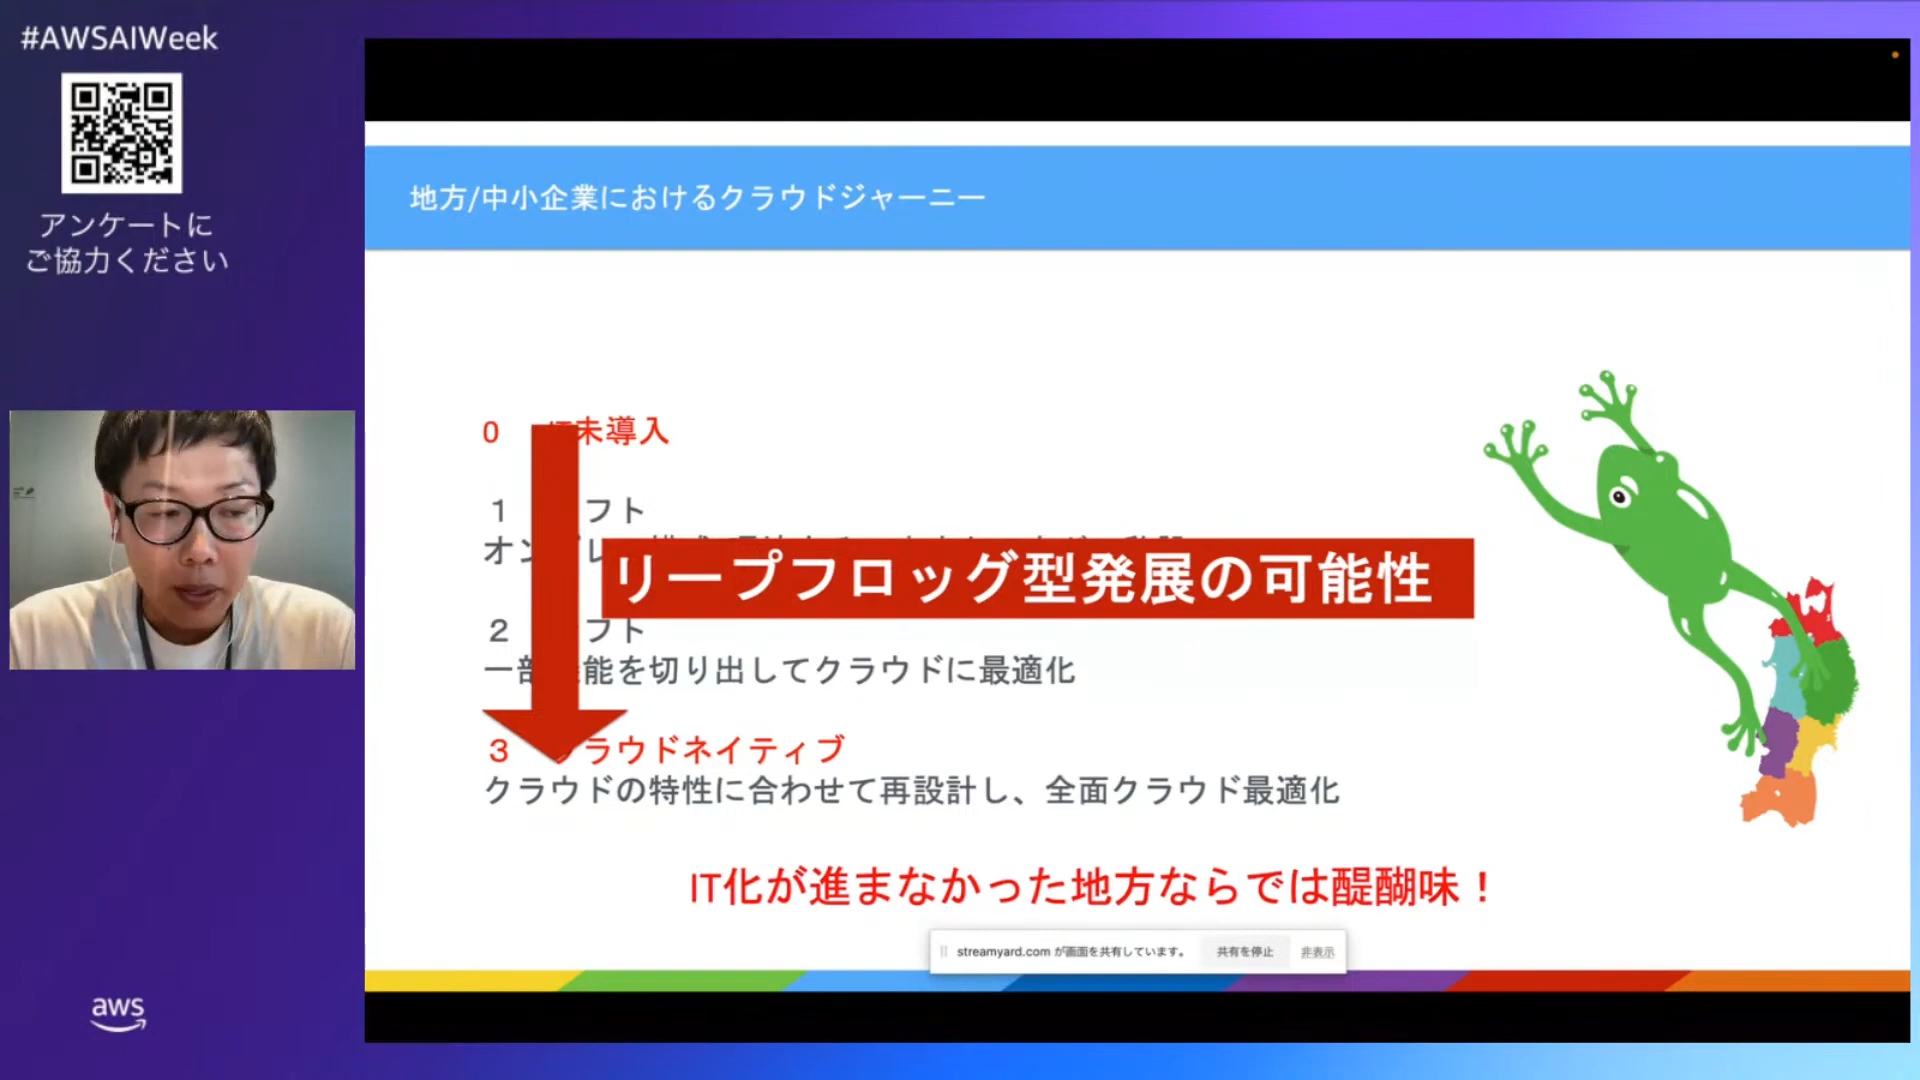 #AWSAIWeek
アンケートに
ご協力ください
地方/中小企業におけるクラウドジャーニー
0 未導入
1 フト
オン
リープフロッグ型発展の可能性
2 フト
一部 能を切り出してクラウドに最適化
3 クラウドネイティブ
クラウドの特性に合わせて再設計し、全面クラウド最適化
IT化が進まなかった地方ならでは醍醐味！
streamyard.com が画面を共有しています。 共有を停止 非表示
aws